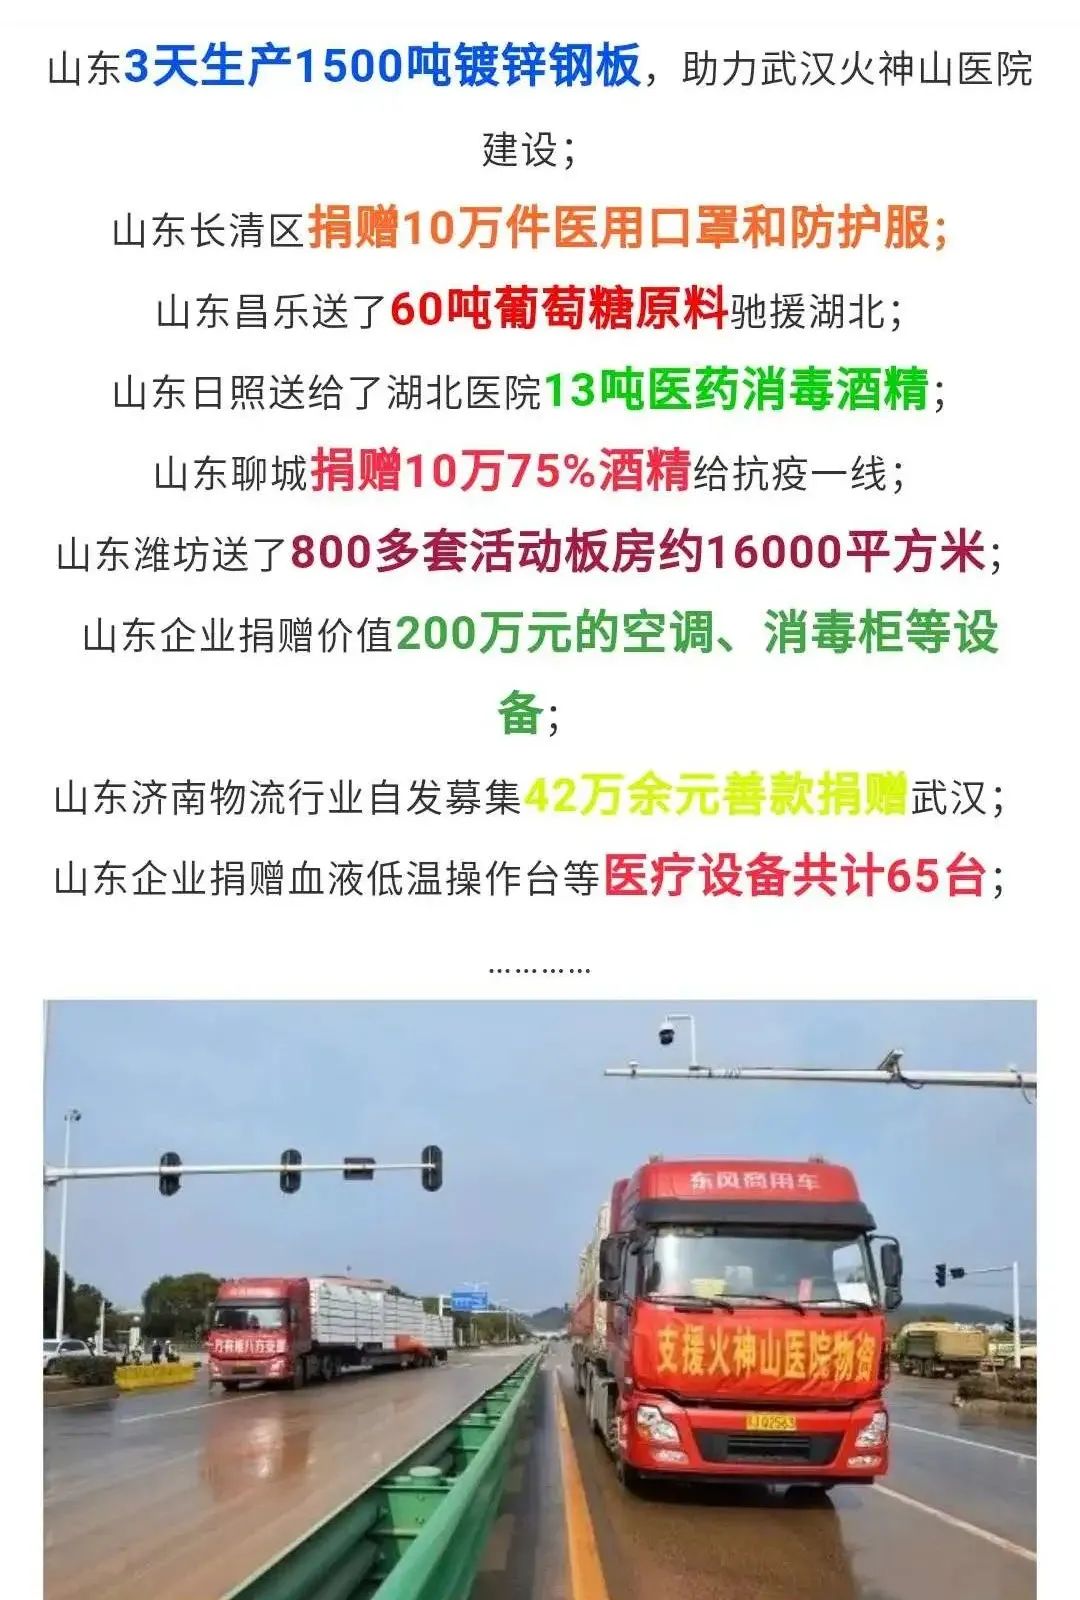 山东3天生产1500吨镀锌钢板，助力武汉火神山医院
建设；
山东长清区捐赠10万件医用口罩和防护服；
山东昌乐送了60吨葡萄糖原料驰援湖北；
山东日照送给了湖北医院13吨医药消毒酒精；
山东聊城捐赠10万75%酒精给抗疫一线；
山东潍坊送了800多套活动板房约16000平方米；
山东企业捐赠价值200万元的空调、消毒柜等设
备；
山东济南物流行业自发募集42万余元善款捐赠武汉；
山东企业捐赠血液低温操作台等医疗设备共计65台；
…………
东风商用车
支援火神山医院物资